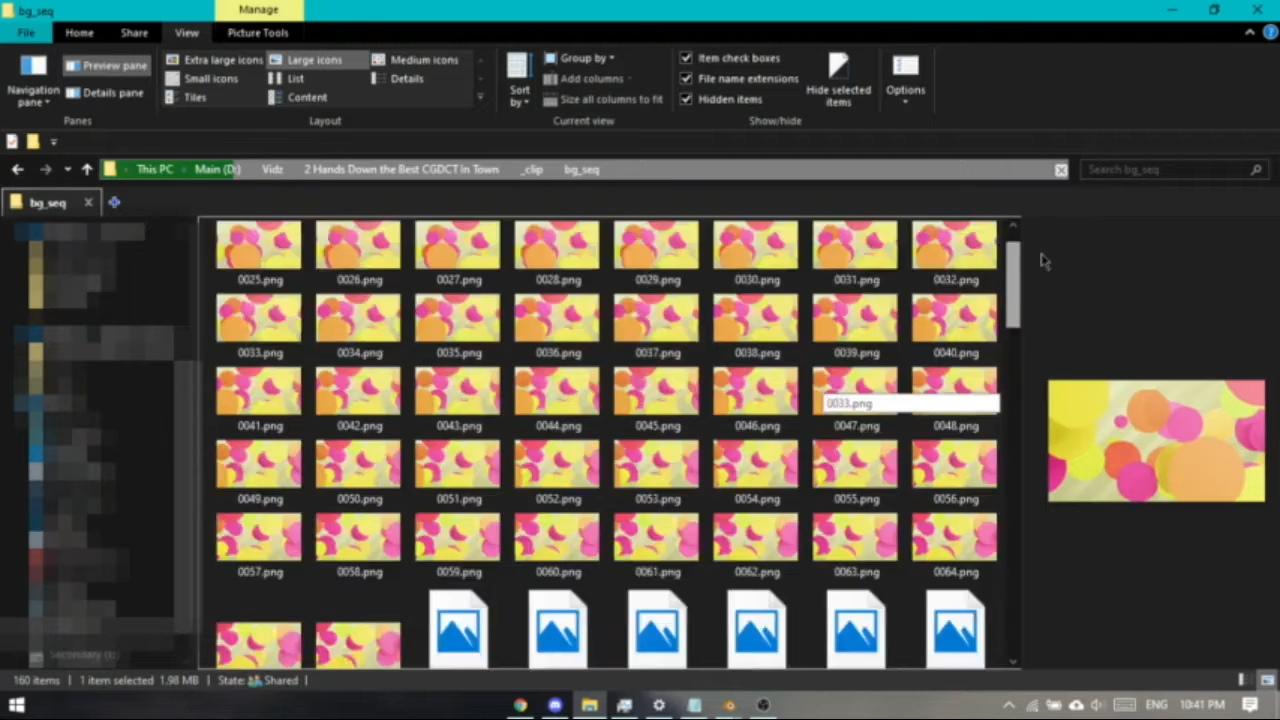 bg_seq
Manage
File Home Share View Picture Tools
Navigation pane
Preview pane
Details pane
Panes
Extra large icons Large icons Medium icons
Small icons List Details
Tiles Content
Layout
Sort by
Group by
Add columns
Size all columns to fit
Current view
Item check boxes
File name extensions
Hidden items
Hide selected items
Show/hide
Options
This PC Main (D:) Vidz 2 Hands Down the Best CGDCT In Town _clip bg_seq
Search bg_seq
bg_seq
0025.png 0026.png 0027.png 0028.png 0029.png 0030.png 0031.png 0032.png
0033.png 0034.png 0035.png 0036.png 0037.png 0038.png 0039.png 0040.png
0033.png
0041.png 0042.png 0043.png 0044.png 0045.png 0046.png 0047.png 0048.png
0049.png 0050.png 0051.png 0052.png 0053.png 0054.png 0055.png 0056.png
0057.png 0058.png 0059.png 0060.png 0061.png 0062.png 0063.png 0064.png
Secondary (E:)
160 items 1 item selected 1.98 MB State: Shared
ENG 10:41 PM